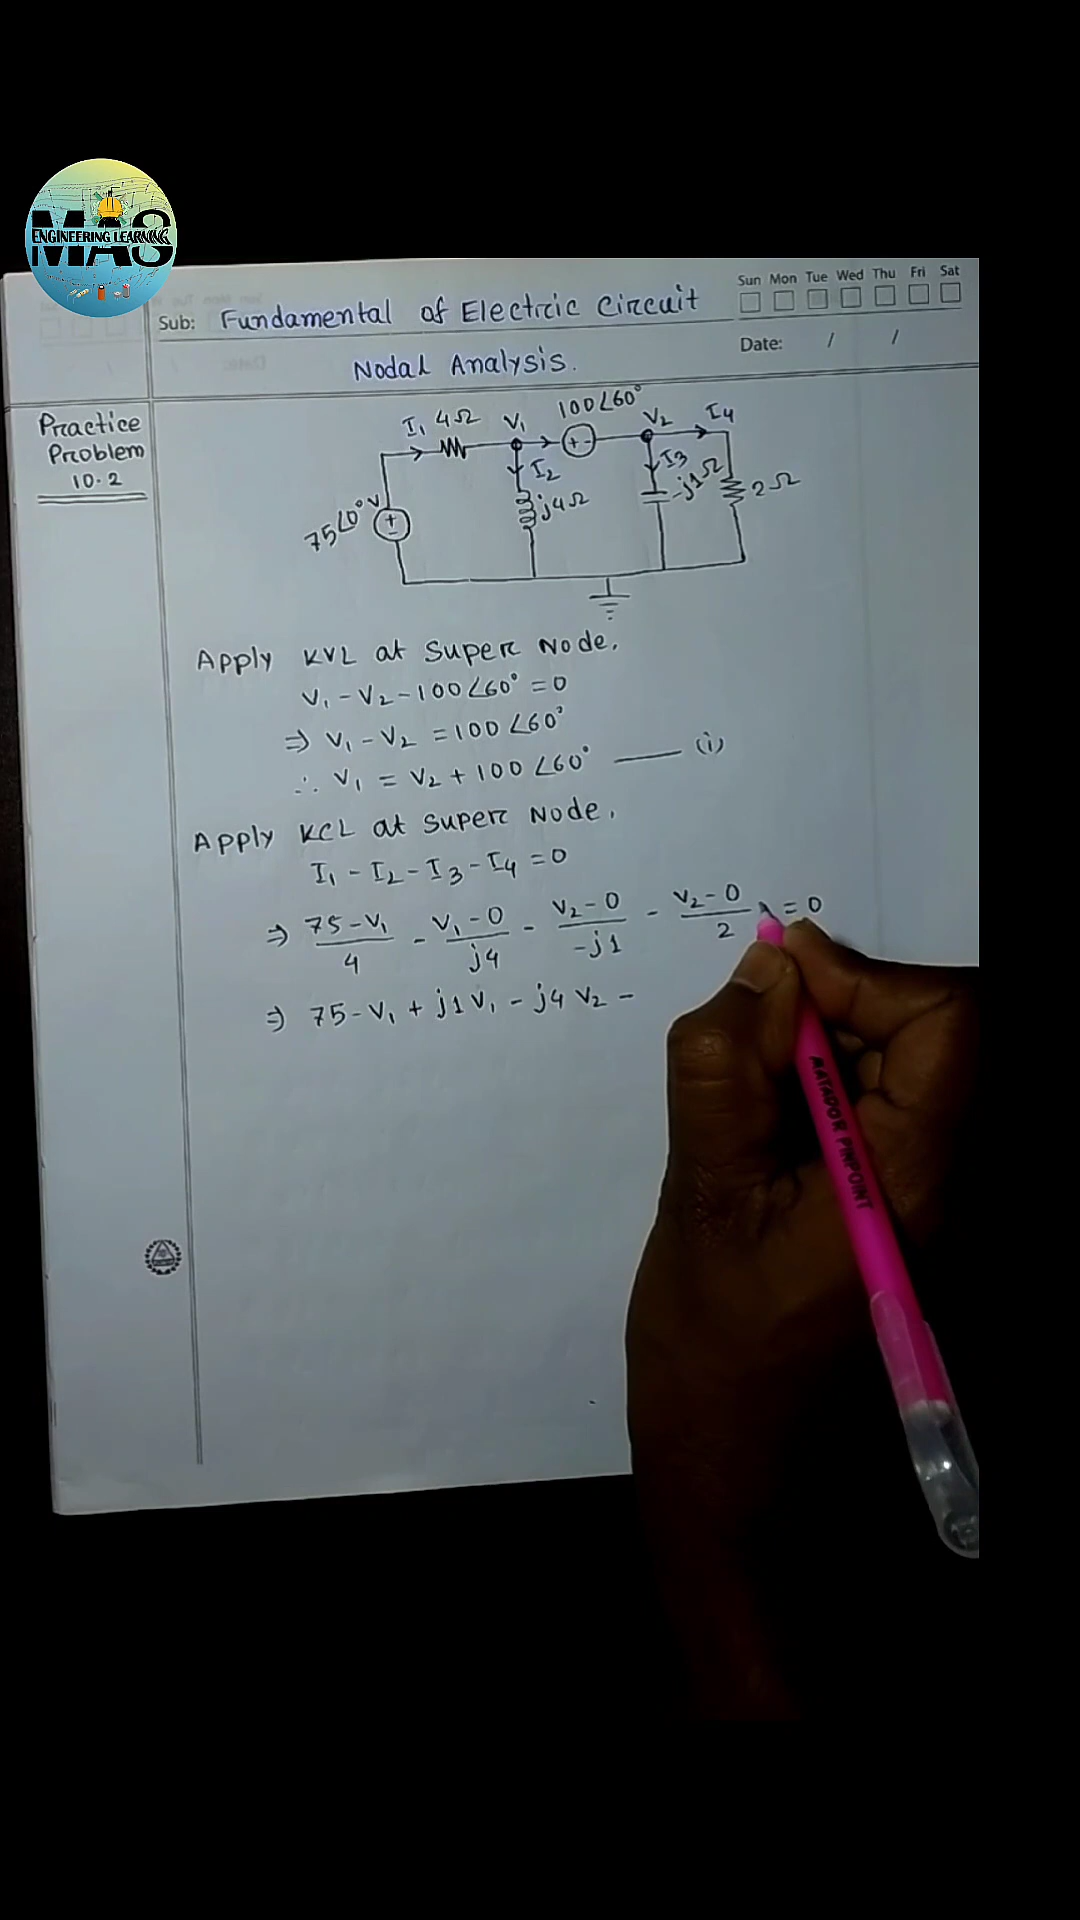 MAS
ENGINEERING LEARNING
Sun Mon Tue Wed Thu Fri Sat
Sub: Fundamental of Electric Circuit
Date: / /
Nodal Analysis.
Practice
Problem
10.2
I₁ 4Ω V₁ 100∠60° V₂ I₄
I₂ I₃
75∠0° V + − j4Ω -j1Ω 2Ω
Apply KVL at Super Node.
V₁ - V₂ - 100∠60° = 0
⇒ V₁ - V₂ = 100∠60°
∴ V₁ = V₂ + 100∠60° —— (i)
Apply KCL at Super Node.
I₁ - I₂ - I₃ - I₄ = 0
⇒ (75 - V₁)/4 - (V₁ - 0)/j4 - (V₂ - 0)/-j1 - (V₂ - 0)/2 = 0
⇒ 75 - V₁ + j1V₁ - j4V₂ -
MATADOR PINPOINT